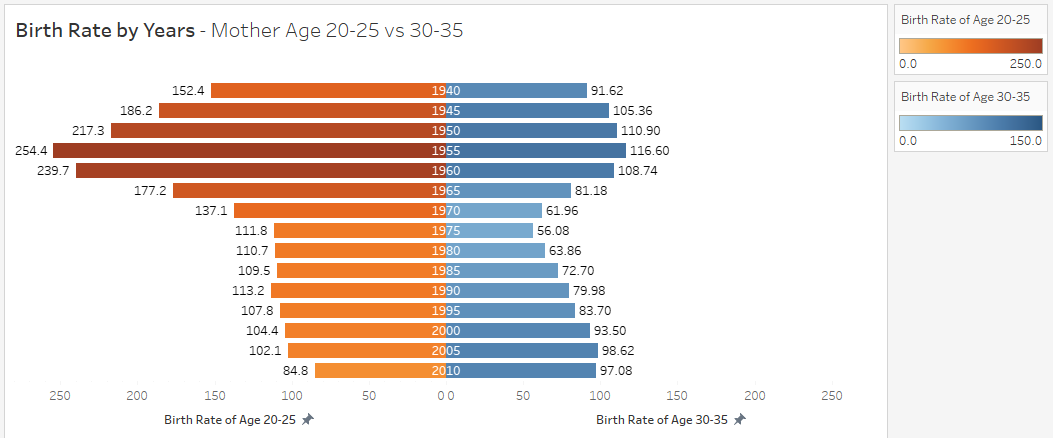 Birth Rate by Years - Mother Age 20-25 vs 30-35
152.4 1940 91.62
186.2 1945 105.36
217.3 1950 110.90
254.4 1955 116.60
239.7 1960 108.74
177.2 1965 81.18
137.1 1970 61.96
111.8 1975 56.08
110.7 1980 63.86
109.5 1985 72.70
113.2 1990 79.98
107.8 1995 83.70
104.4 2000 93.50
102.1 2005 98.62
84.8 2010 97.08
250 200 150 100 50 0 0 50 100 150 200 250
Birth Rate of Age 20-25 Birth Rate of Age 30-35
Birth Rate of Age 20-25
0.0 250.0
Birth Rate of Age 30-35
0.0 150.0